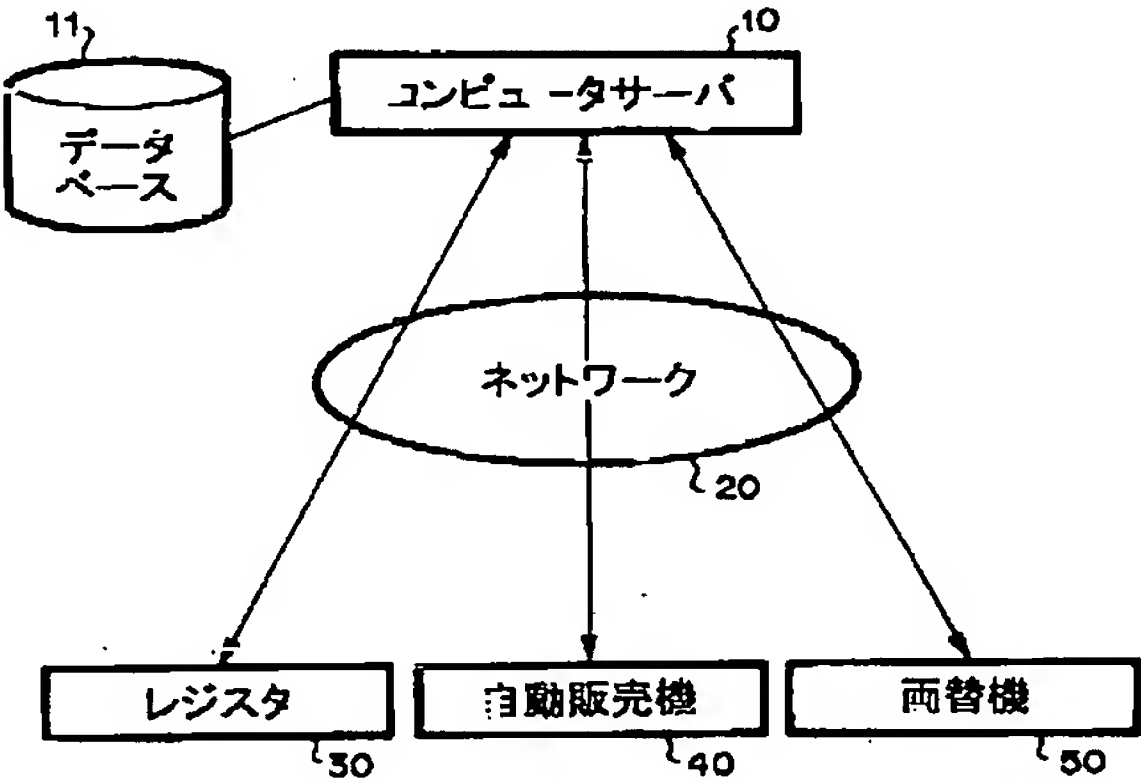 11
10
コンピュータサーバ
データ
ベース
ネットワーク
20
レジスタ
自動販売機
両替機
30
40
50